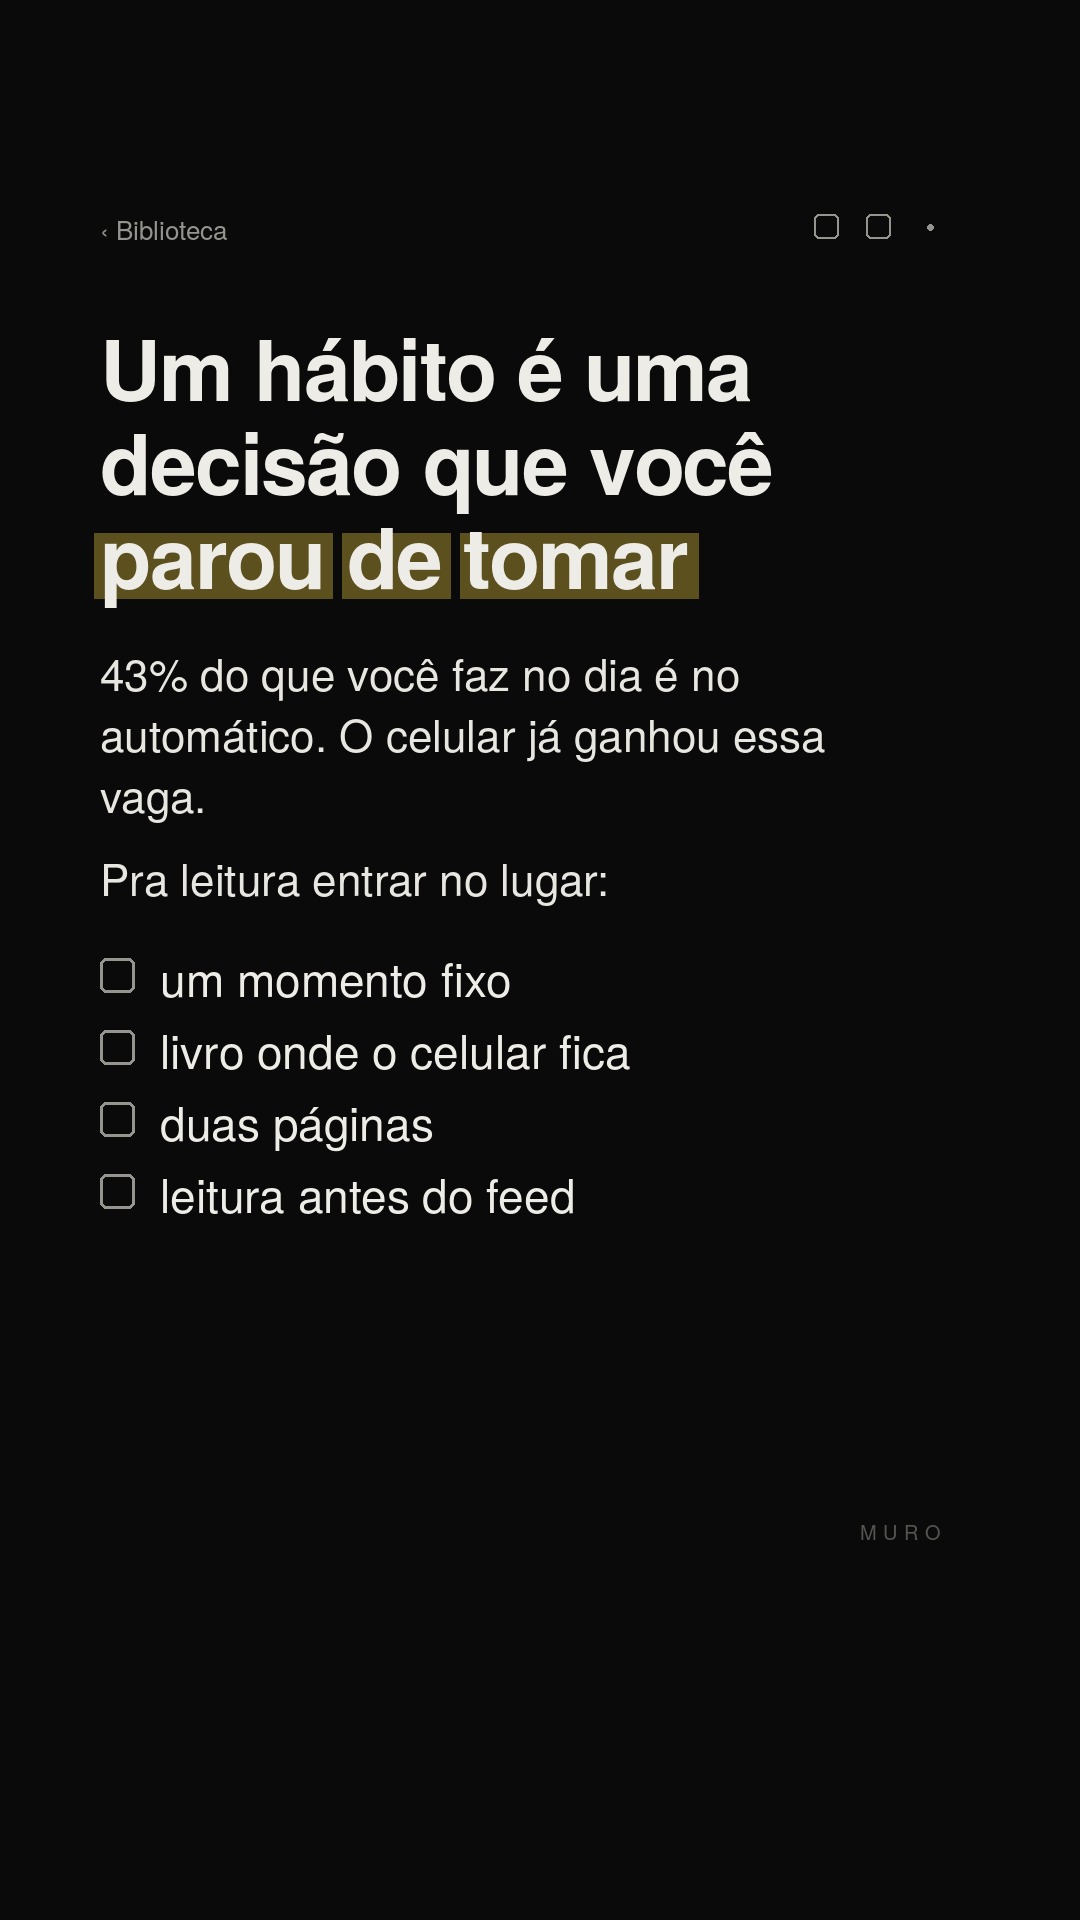 ‹ Biblioteca
Um hábito é uma
decisão que você
parou de tomar
43% do que você faz no dia é no
automático. O celular já ganhou essa
vaga.
Pra leitura entrar no lugar:
um momento fixo
livro onde o celular fica
duas páginas
leitura antes do feed
MURO